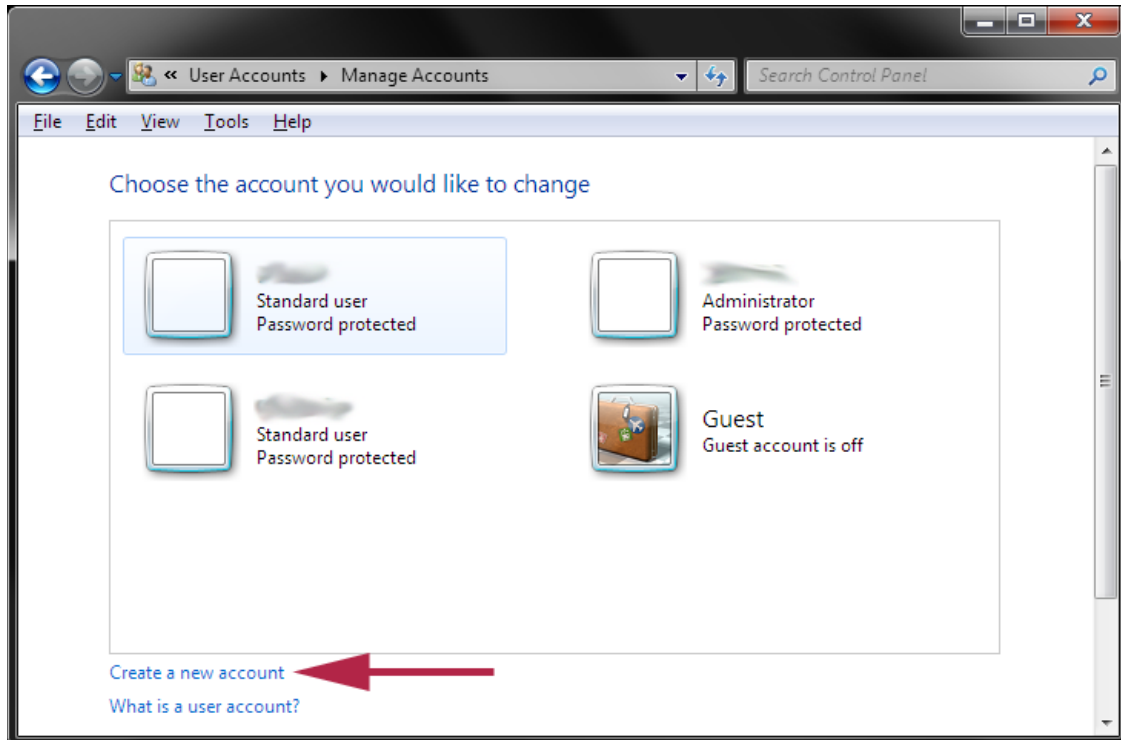 « User Accounts ▸ Manage Accounts
Search Control Panel
File Edit View Tools Help
Choose the account you would like to change
Standard user
Password protected
Administrator
Password protected
Standard user
Password protected
Guest
Guest account is off
Create a new account
What is a user account?